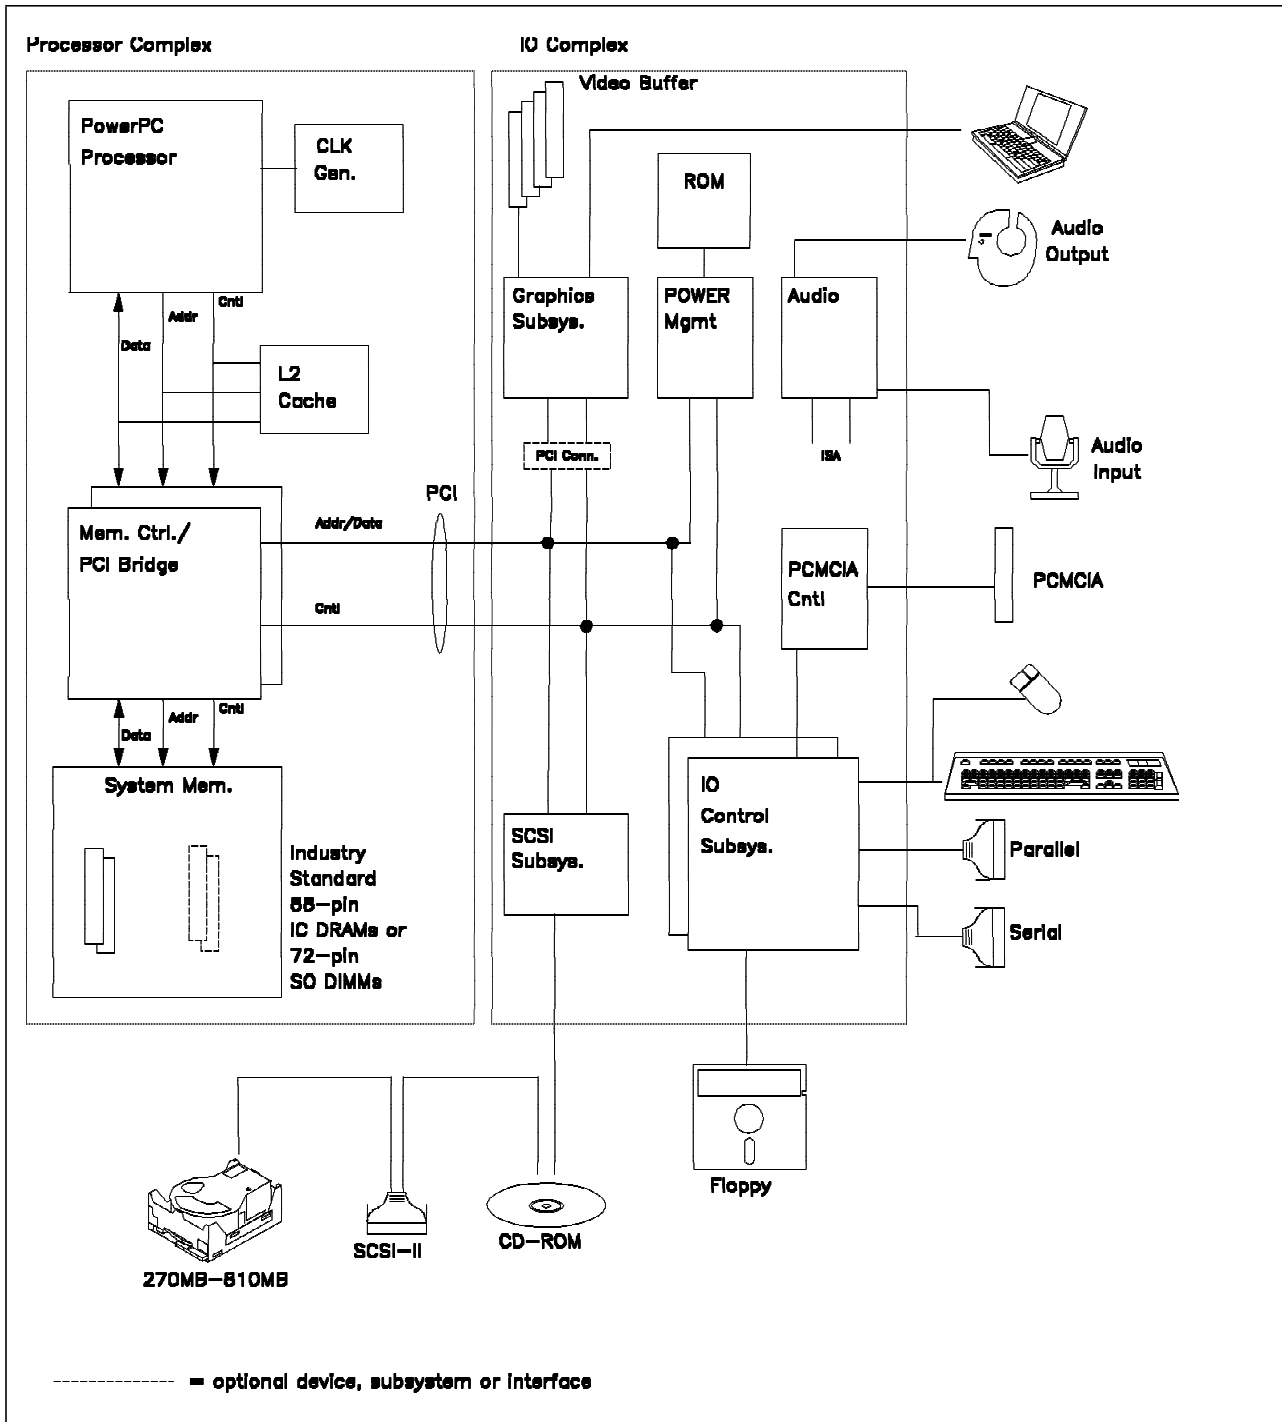 Processor Complex
IO Complex
Video Buffer
PowerPC
Processor
CLK
Gen.
ROM
Audio
Output
Graphics
Subsys.
POWER
Mgmt
Audio
Cntl
Addr
Data
L2
Cache
PCI Conn.
ISA
Audio
Input
PCI
Addr/Data
Mem. Ctrl./
PCI Bridge
PCMCIA
Cntl
PCMCIA
Cntl
Cntl
Addr
Data
System Mem.
IO
Control
Subsys.
SCSI
Subsys.
Parallel
Industry
Standard
88-pin
IC DRAMs or
72-pin
SO DIMMs
Serial
Floppy
CD-ROM
SCSI-II
270MB-810MB
= optional device, subsystem or interface